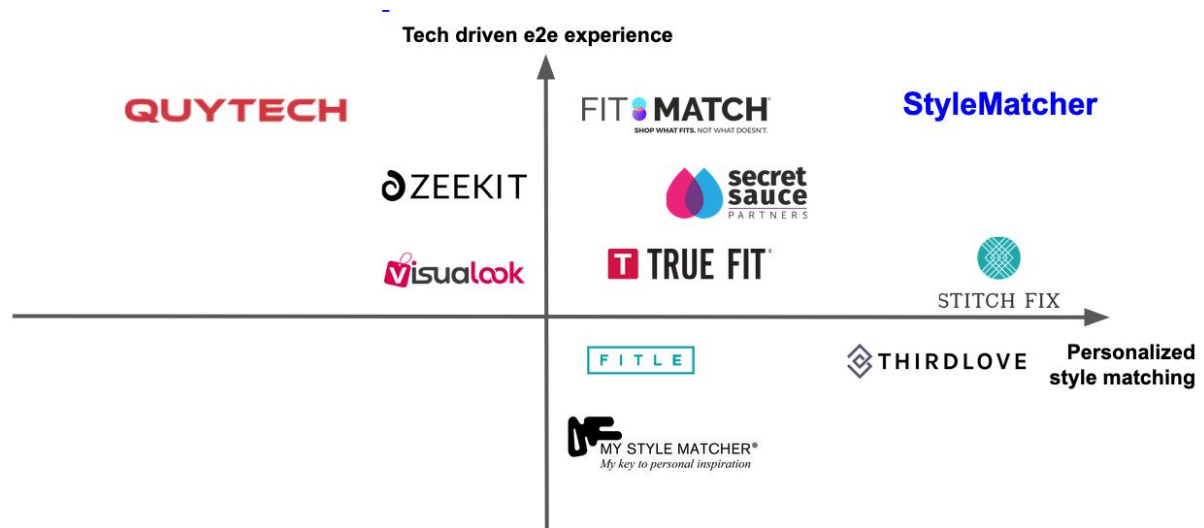 Tech driven e2e experience
QUYTECH
FIT MATCH
SHOP WHAT FITS. NOT WHAT DOESN'T.
StyleMatcher
ZEEKIT
secret
sauce
PARTNERS
visualook
T TRUE FIT
STITCH FIX
FITLE
THIRDLOVE
Personalized
style matching
MY STYLE MATCHER®
My key to personal inspiration